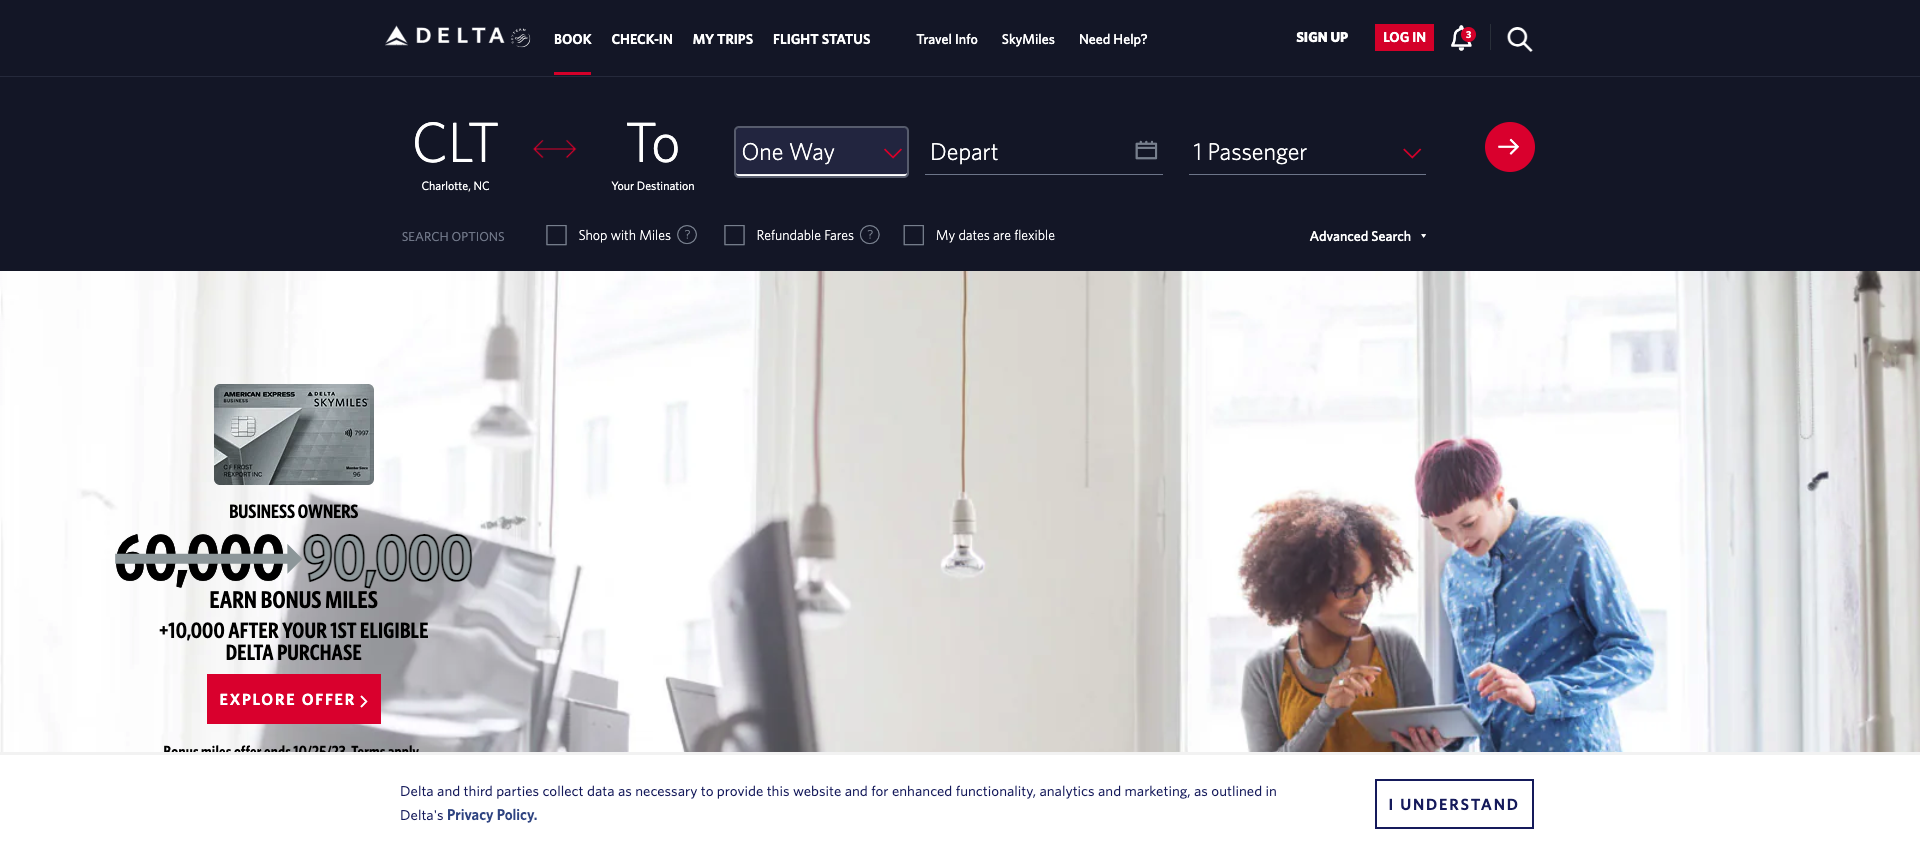 DELTA
BOOK CHECK-IN MY TRIPS FLIGHT STATUS Travel Info SkyMiles Need Help? SIGN UP LOG IN 3
CLT To One Way Depart 1 Passenger
Charlotte, NC Your Destination
SEARCH OPTIONS Shop with Miles ? Refundable Fares ? My dates are flexible Advanced Search
AMERICAN EXPRESS DELTA
BUSINESS SKYMILES
7997
C F FROST
REXPORT INC 96
BUSINESS OWNERS
60,000 90,000
EARN BONUS MILES
+10,000 AFTER YOUR 1ST ELIGIBLE
DELTA PURCHASE
EXPLORE OFFER
Bonus miles offer ends 10/25/23. Terms apply.
Delta and third parties collect data as necessary to provide this website and for enhanced functionality, analytics and marketing, as outlined in
Delta's Privacy Policy.
I UNDERSTAND